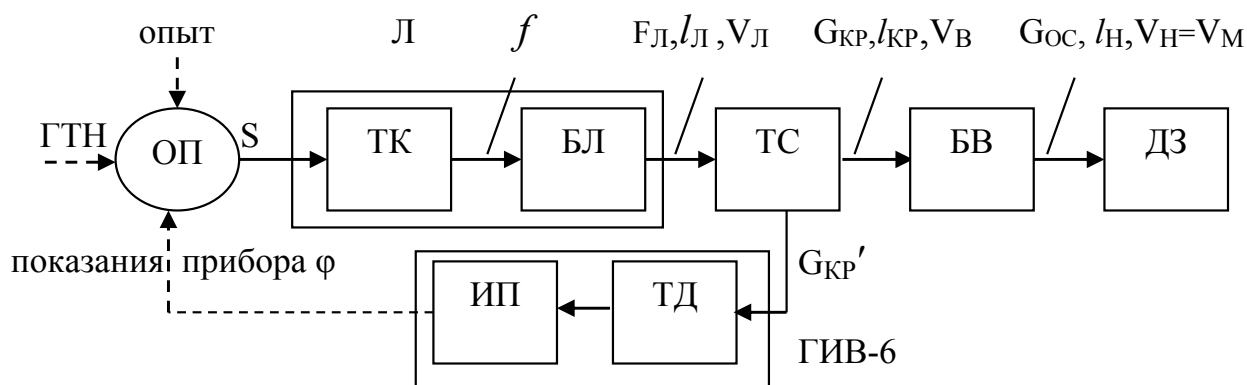 опыт Л f FЛ,lЛ ,VЛ GКР,lКР,VВ GОС, lН,VН=VМ
ГТН ОП S ТК БЛ ТС БВ ДЗ
показания прибора φ GКР′
ИП ТД
ГИВ-6